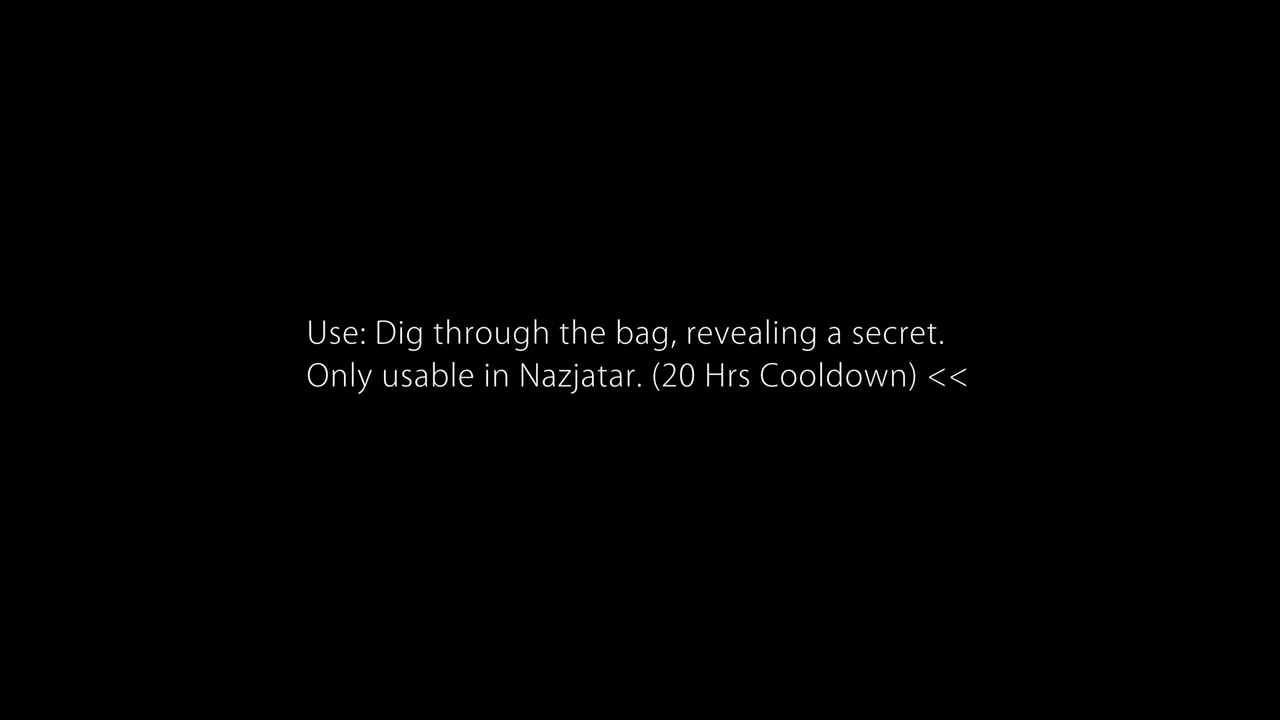 Use: Dig through the bag, revealing a secret.
Only usable in Nazjatar. (20 Hrs Cooldown) <<